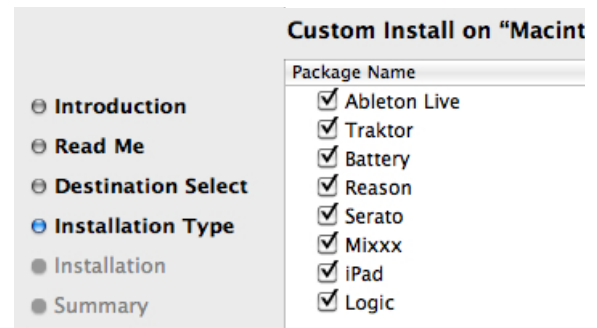 Custom Install on “Macint
Package Name
Introduction
Read Me
Destination Select
Installation Type
Installation
Summary
Ableton Live
Traktor
Battery
Reason
Serato
Mixxx
iPad
Logic